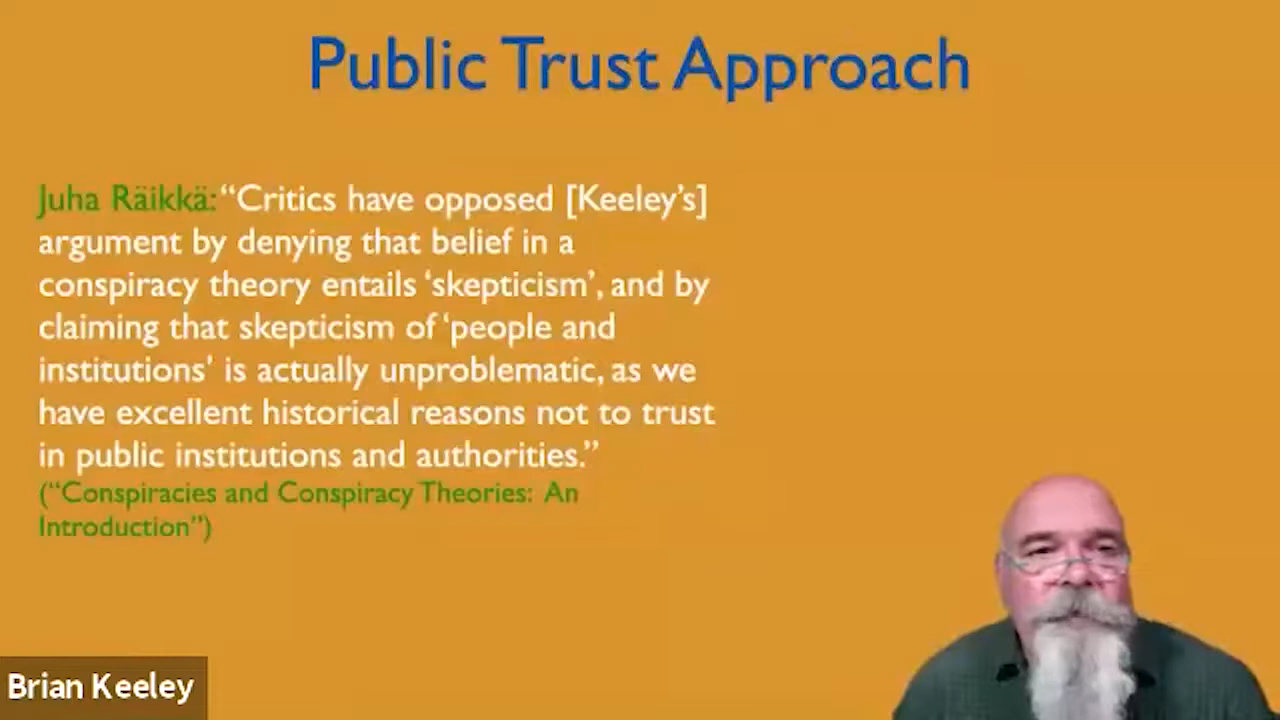 Public Trust Approach
Juha Räikkä: “Critics have opposed [Keeley’s]
argument by denying that belief in a
conspiracy theory entails ‘skepticism’, and by
claiming that skepticism of ‘people and
institutions' is actually unproblematic, as we
have excellent historical reasons not to trust
in public institutions and authorities.”
(“Conspiracies and Conspiracy Theories: An
Introduction”)
Brian Keeley